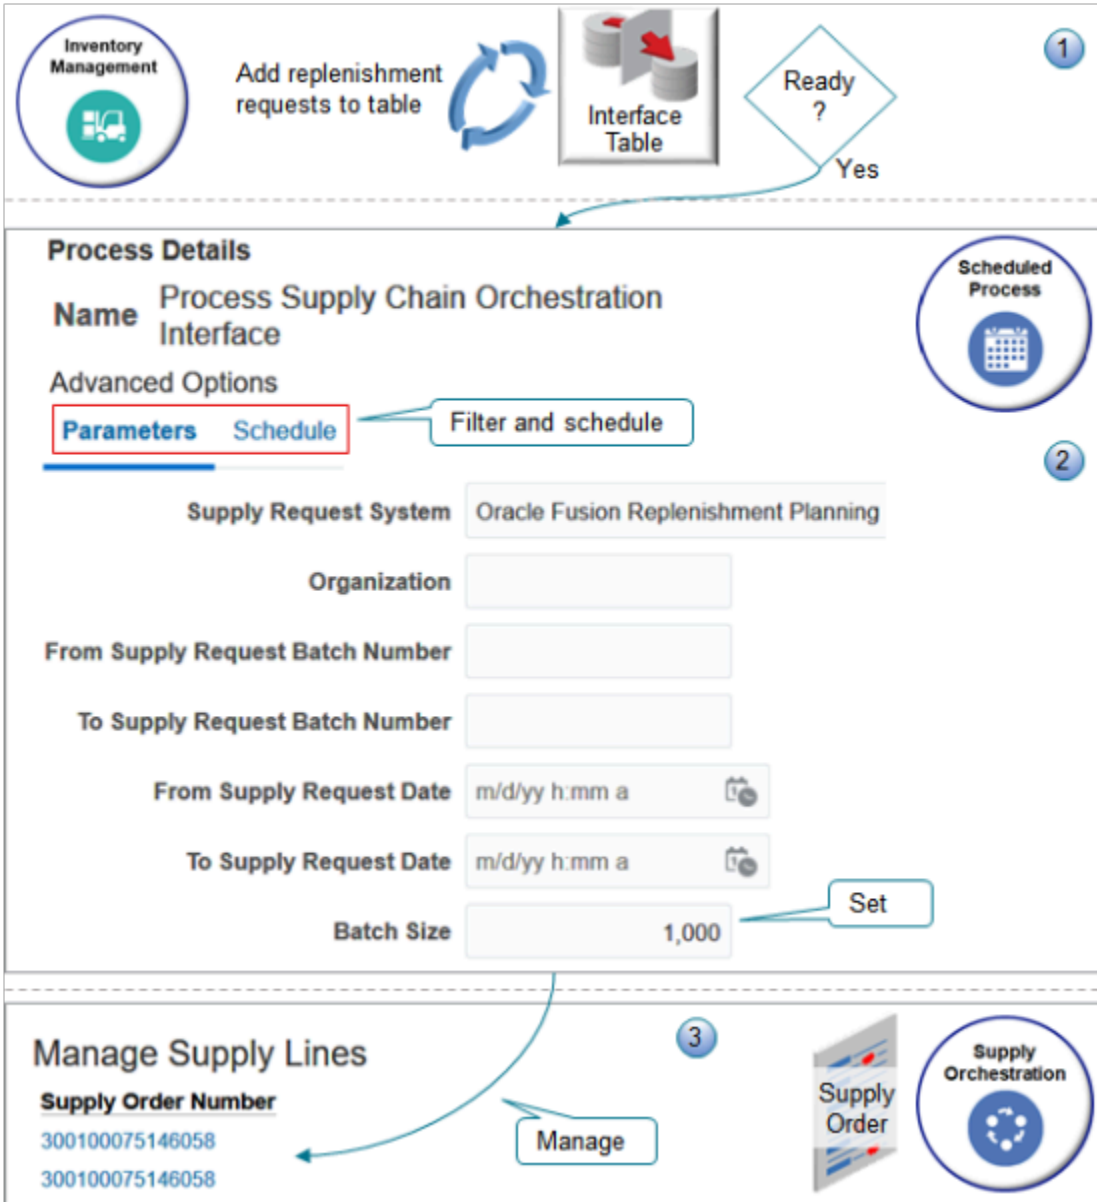 Inventory
Management
Add replenishment
requests to table
Interface
Table
Ready
?
Yes
1
Process Details
Name
Process Supply Chain Orchestration
Interface
Scheduled
Process
Advanced Options
Parameters
Schedule
Filter and schedule
2
Supply Request System
Oracle Fusion Replenishment Planning
Organization
From Supply Request Batch Number
To Supply Request Batch Number
From Supply Request Date
m/d/yy h:mm a
To Supply Request Date
m/d/yy h:mm a
Batch Size
1,000
Set
3
Manage Supply Lines
Supply Order Number
300100075146058
300100075146058
Manage
Supply
Order
Supply
Orchestration